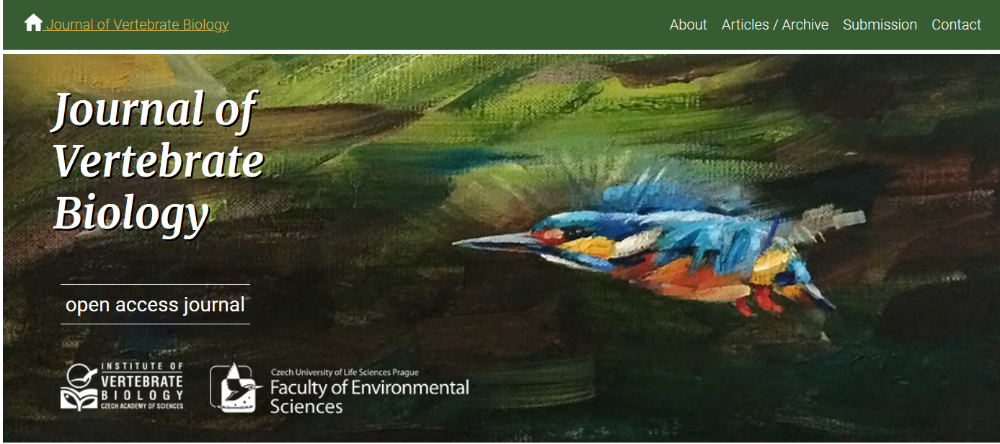 Journal of Vertebrate Biology
About
Articles / Archive
Submission
Contact
Journal of
Vertebrate
Biology
open access journal
INSTITUTE OF
VERTEBRATE
BIOLOGY
CZECH ACADEMY OF SCIENCES
Czech University of Life Sciences Prague
Faculty of Environmental
Sciences